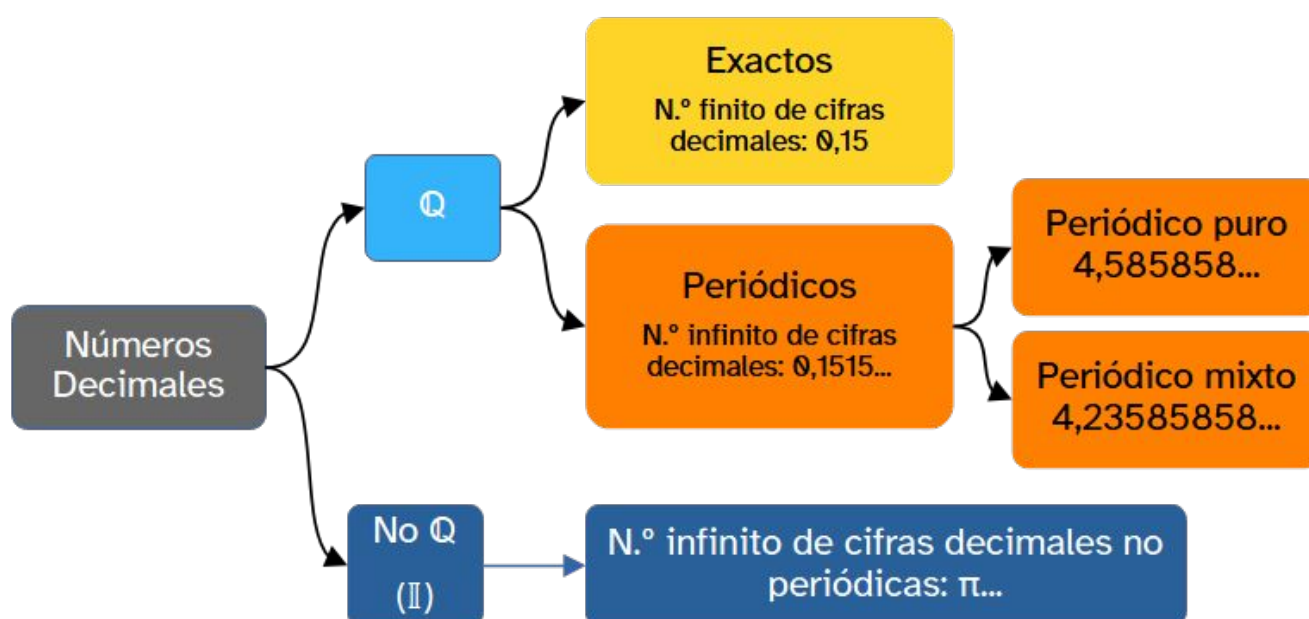 Números
Decimales
ℚ
Exactos
N.º finito de cifras
decimales: 0,15
Periódicos
N.º infinito de cifras
decimales: 0,1515...
Periódico puro
4,585858...
Periódico mixto
4,23585858...
No ℚ
(𝕀)
N.º infinito de cifras decimales no
periódicas: π...